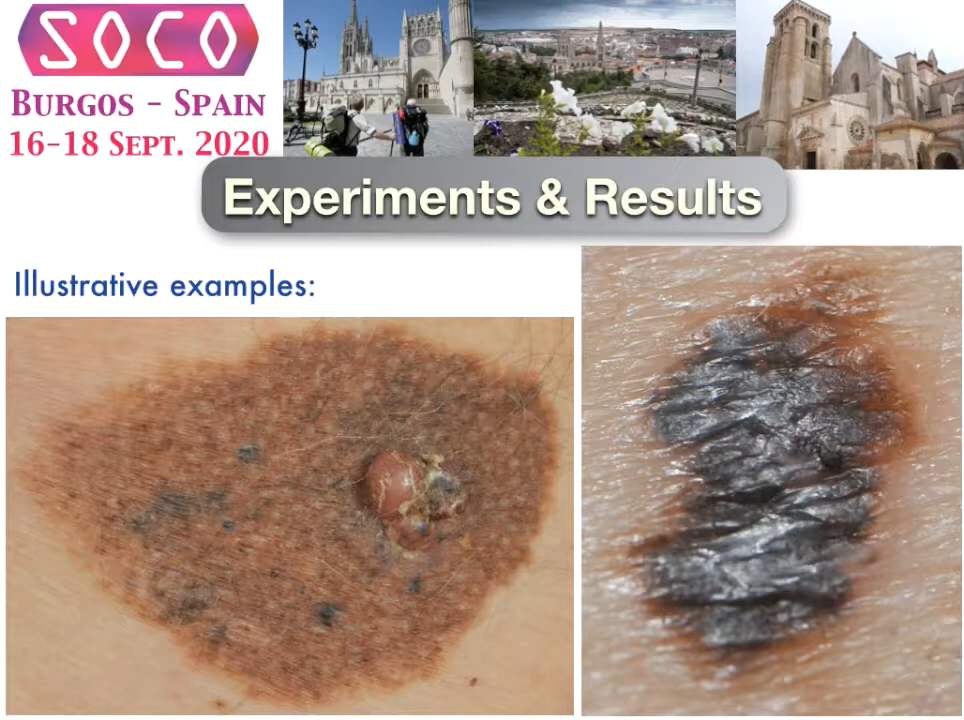 SOCO
BURGOS - SPAIN
16-18 SEPT. 2020
Experiments & Results
Illustrative examples: